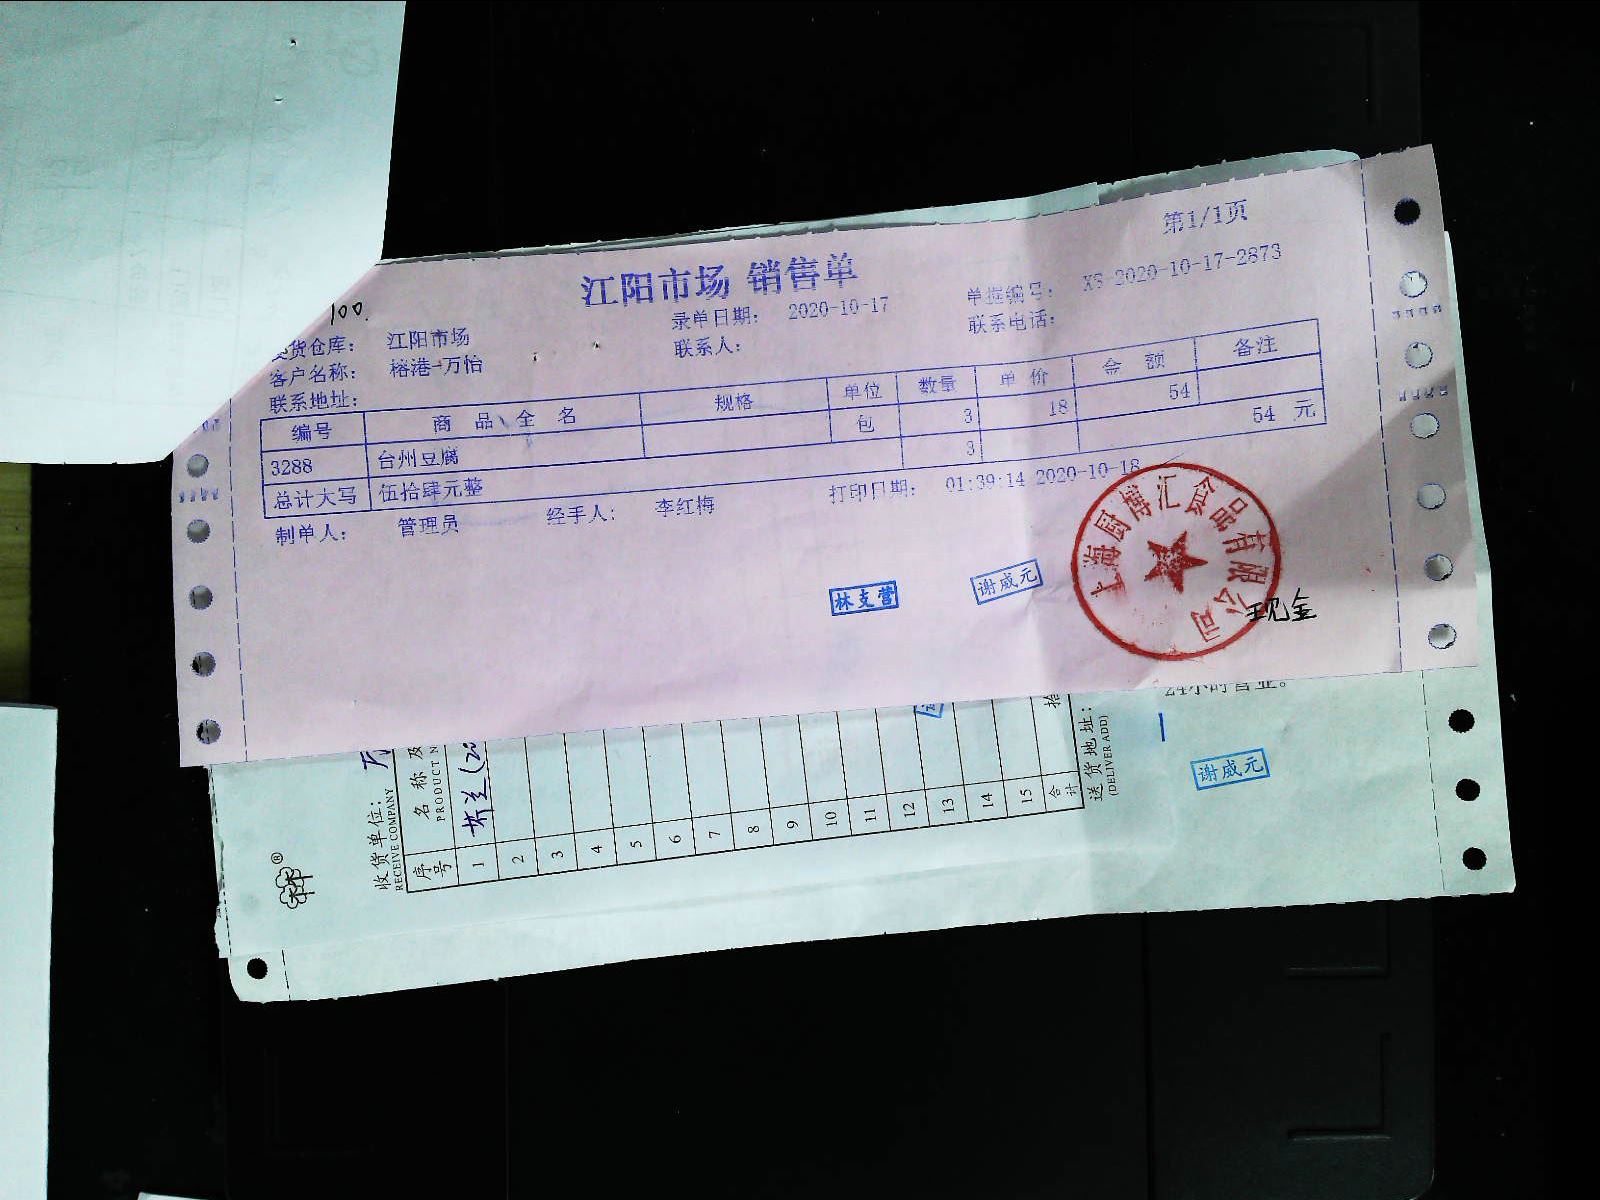 第1/1页
江阳市场 销售单
100.
录单日期: 2020-10-17 单据编号: XS-2020-10-17-2873
货仓库: 江阳市场 联系人: 联系电话:
客户名称: 榕港-万怡
联系地址:
编号 商品全名 规格 单位 数量 单价 金额 备注
3288 台州豆腐 包 3 18 54
总计大写 伍拾肆元整 3 54 元
制单人: 管理员 经手人: 李红梅 打印日期: 01:39:14 2020-10-18
林支营
谢威元
上海厨博汇食品有限公司
现金
24小时营业。
谢威元
收货单位:
RECEIVE COMPANY
序号 名称及
PRODUCT N
1
2
3
4
5
6
7
8
9
10
11
12
13
14
15
合计
送货地址:
(DELIVER ADD)
®